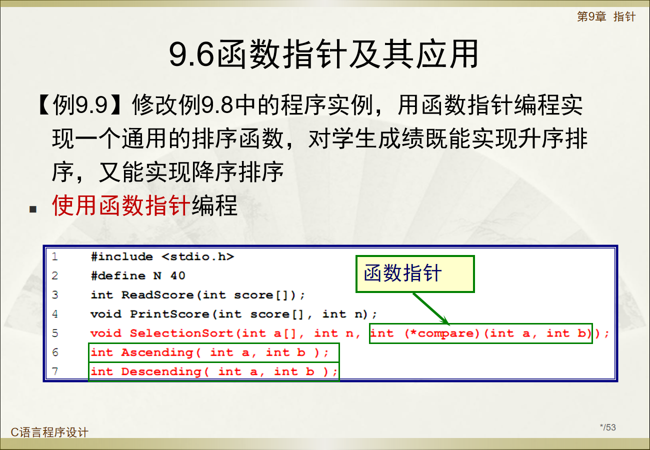 第9章 指针
9.6函数指针及其应用
【例9.9】修改例9.8中的程序实例，用函数指针编程实
现一个通用的排序函数，对学生成绩既能实现升序排
序，又能实现降序排序
■ 使用函数指针编程
函数指针
1 #include <stdio.h>
2 #define N 40
3 int ReadScore(int score[]);
4 void PrintScore(int score[], int n);
5 void SelectionSort(int a[], int n, int (*compare)(int a, int b));
6 int Ascending( int a, int b );
7 int Descending( int a, int b );
C语言程序设计
*/53